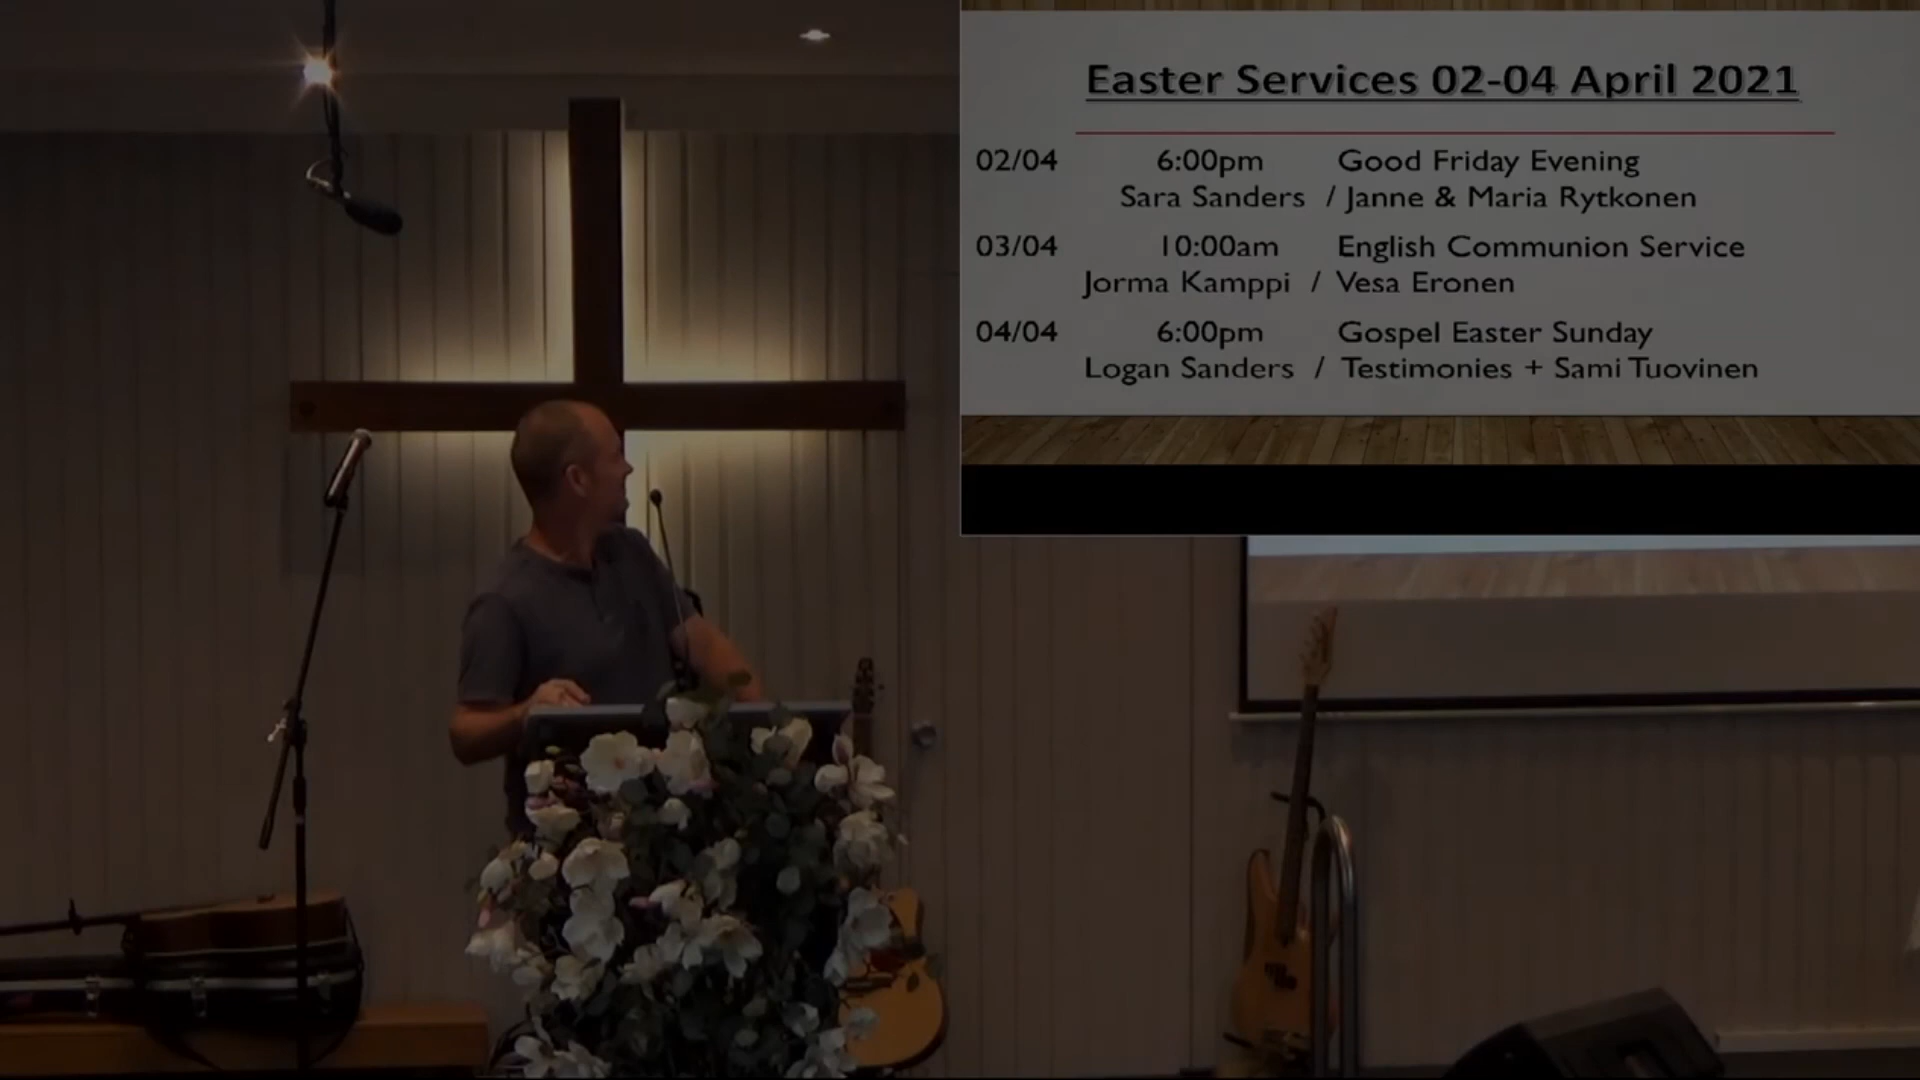 Easter Services 02-04 April 2021
02/04 6:00pm Good Friday Evening
Sara Sanders / Janne & Maria Rytkonen
03/04 10:00am English Communion Service
Jorma Kamppi / Vesa Eronen
04/04 6:00pm Gospel Easter Sunday
Logan Sanders / Testimonies + Sami Tuovinen